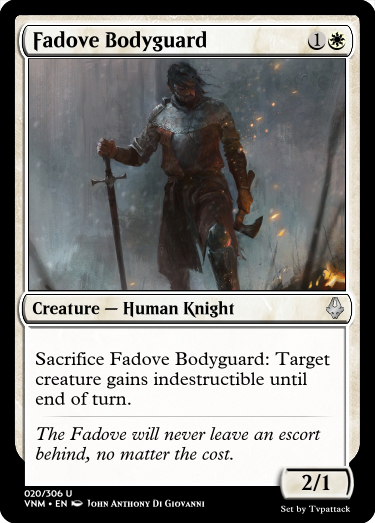 Fadove Bodyguard 1
Creature — Human Knight
Sacrifice Fadove Bodyguard: Target
creature gains indestructible until
end of turn.
The Fadove will never leave an escort
behind, no matter the cost.
2/1
020/306 U
VNM • EN John Anthony Di Giovanni
Set by Tvpattack